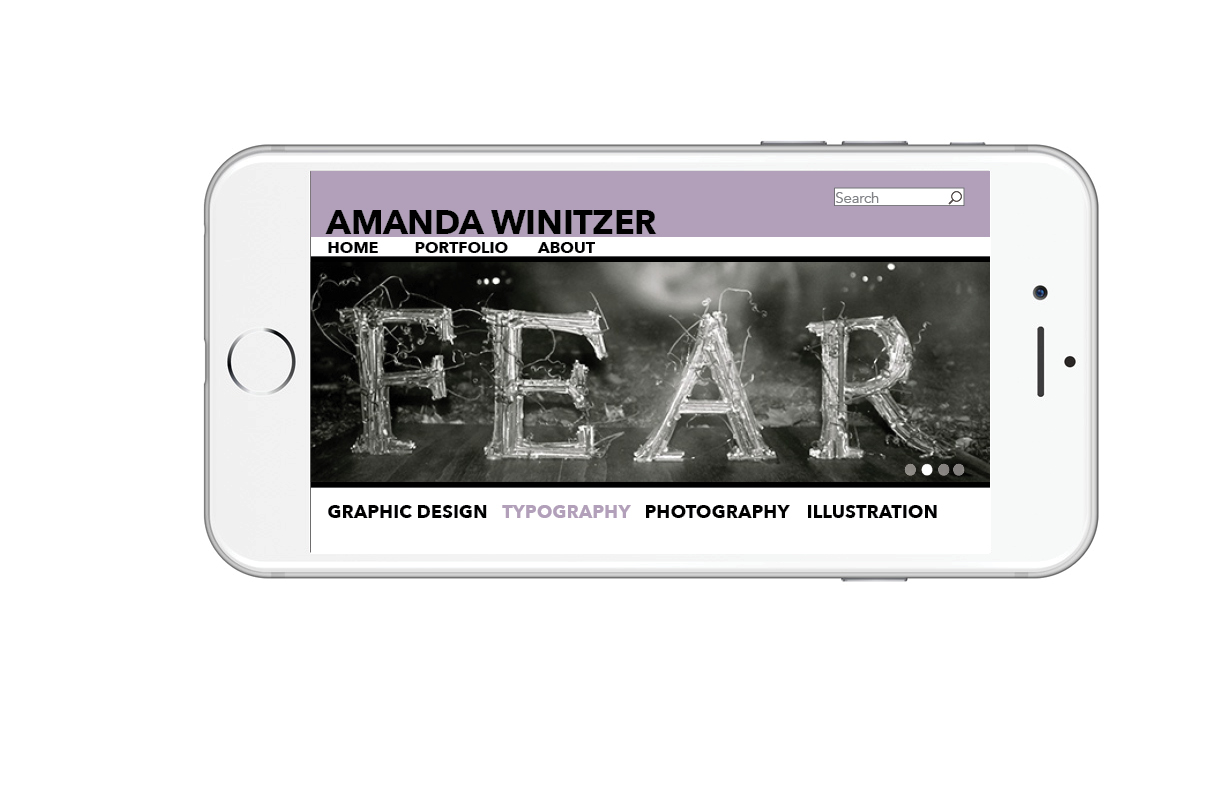 Search
AMANDA WINITZER
HOME PORTFOLIO ABOUT
FEAR
GRAPHIC DESIGN TYPOGRAPHY PHOTOGRAPHY ILLUSTRATION